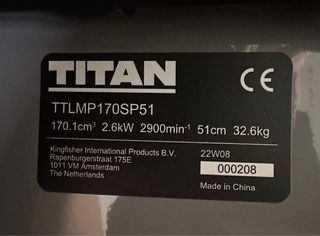 TITAN
CE
TTLMP170SP51
170.1cm³ 2.6kW 2900min⁻¹ 51cm 32.6kg
Kingfisher International Products B.V.
Rapenburgerstraat 175E
1011 VM Amsterdam
The Netherlands
22W08
000208
Made in China